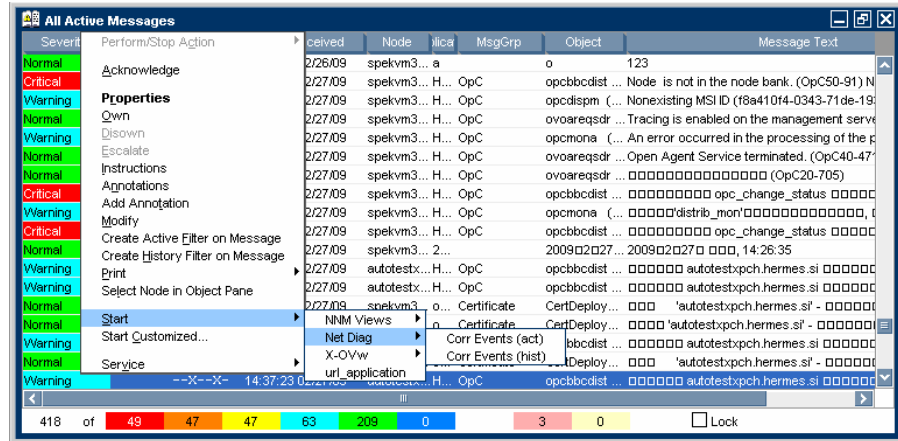 All Active Messages
Severit ceived Node plica MsgGrp Object Message Text
Perform/Stop Action
Acknowledge
Properties
Own
Disown
Escalate
Instructions
Annotations
Add Annotation
Modify
Create Active Filter on Message
Create History Filter on Message
Print
Select Node in Object Pane
Start
Start Customized...
Service
NNM Views
Net Diag
X-OVw
url_application
Corr Events (act)
Corr Events (hist)
Normal 2/26/09 spekvm3... a o 123
Critical 2/27/09 spekvm3... H... OpC opcbbcdist ... Node is not in the node bank. (OpC50-91) N
Warning 2/27/09 spekvm3... H... OpC opcdispm (... Nonexisting MSI ID (f8a410f4-0343-71de-19
Normal 2/27/09 spekvm3... H... OpC ovoareqsdr ... Tracing is enabled on the management serve
Warning 2/27/09 spekvm3... H... OpC opcmona (... An error occurred in the processing of the p
Normal 2/27/09 spekvm3... H... OpC ovoareqsdr ... Open Agent Service terminated. (OpC40-47
Normal 2/27/09 spekvm3... H... OpC ovoareqsdr ... (OpC20-705)
Critical 2/27/09 spekvm3... H... OpC opcbbcdist ... opc_change_status
Warning 2/27/09 spekvm3... H... OpC opcmona (... 'distrib_mon'
Critical 2/27/09 spekvm3... H... OpC opcbbcdist ... opc_change_status
Normal 2/27/09 spekvm3... 2... 2009□2□27... 2009□2□27□ □□□, 14:26:35
Warning 2/27/09 autotestx... H... OpC opcbbcdist ... autotestxpch.hermes.si
Warning 2/27/09 autotestx... H... OpC opcbbcdist ... autotestxpch.hermes.si
Normal 2/27/09 spekvm3... o... Certificate CertDeploy... 'autotestxpch.hermes.si' -
Normal Certificate CertDeploy... 'autotestxpch.hermes.si' -
Warning opcbbcdist ... autotestxpch.hermes.si
Normal tDeploy... 'autotestxpch.hermes.si' -
Warning --X--X- 14:37:23 H... OpC opcbbcdist ... autotestxpch.hermes.si
418 of 49 47 47 63 209 0 3 0 Lock